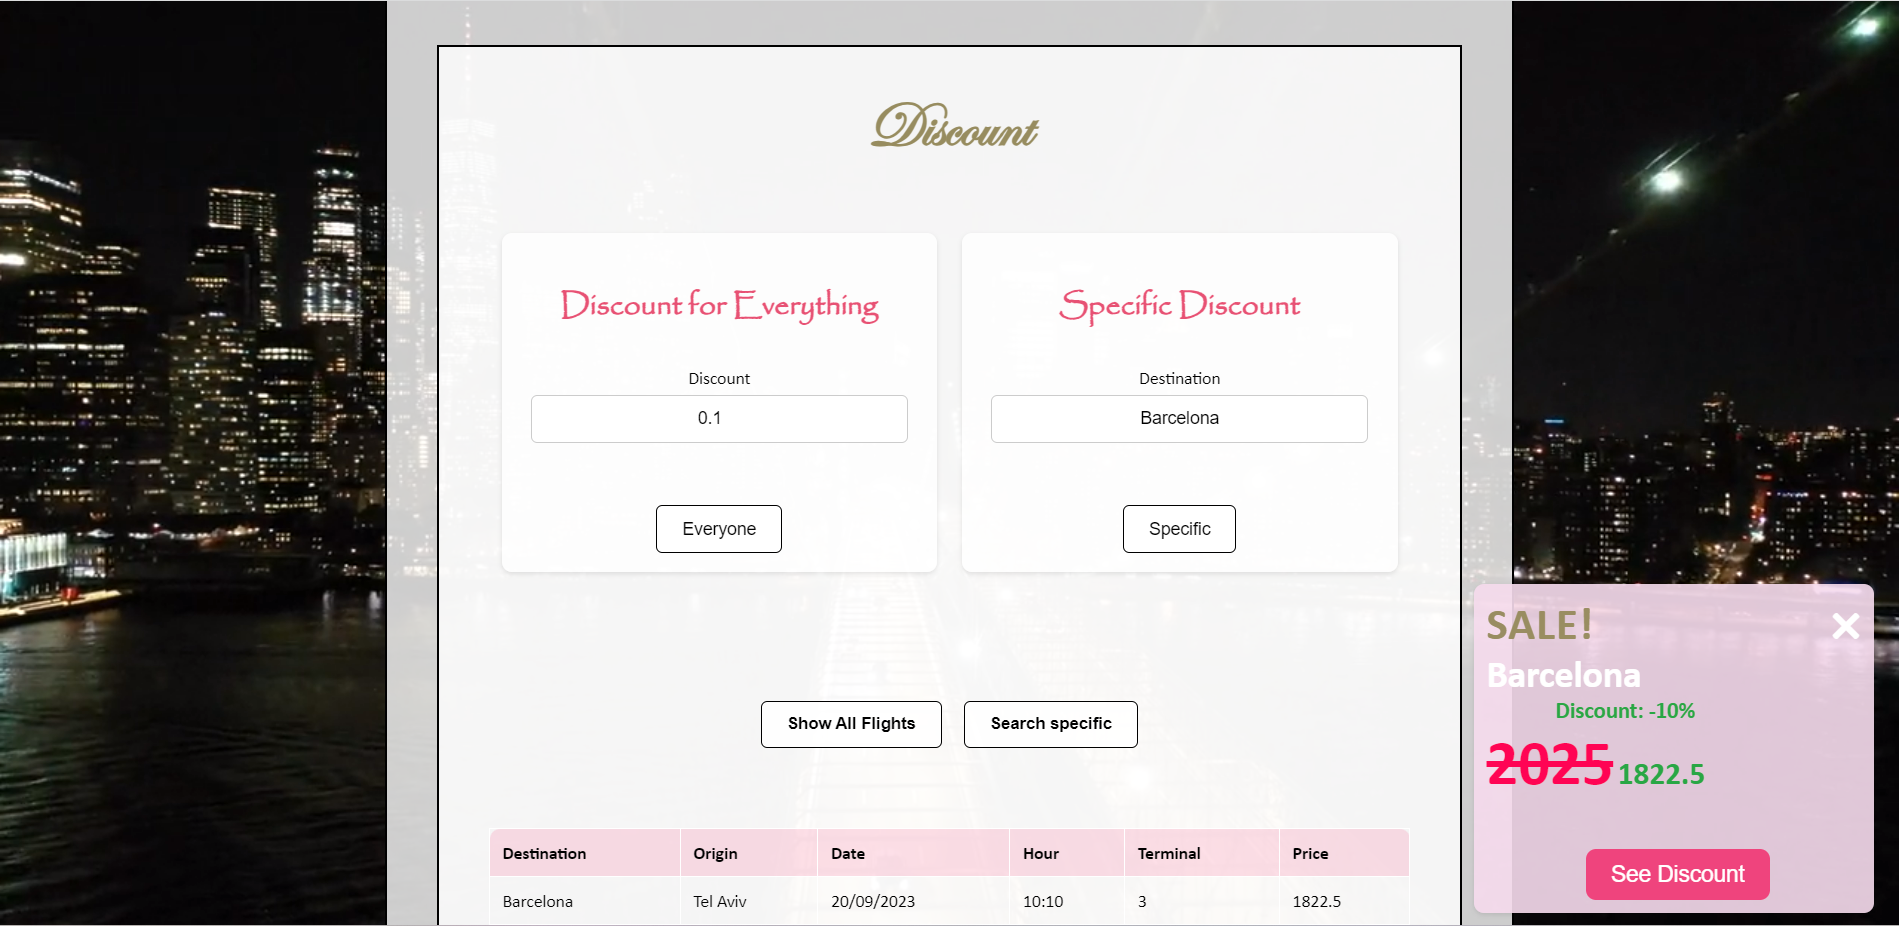 Discount
Discount for Everything
Discount
0.1
Everyone
Specific Discount
Destination
Barcelona
Specific
Show All Flights
Search specific
Destination Origin Date Hour Terminal Price
Barcelona Tel Aviv 20/09/2023 10:10 3 1822.5
SALE!
Barcelona
Discount: -10%
2025 1822.5
See Discount